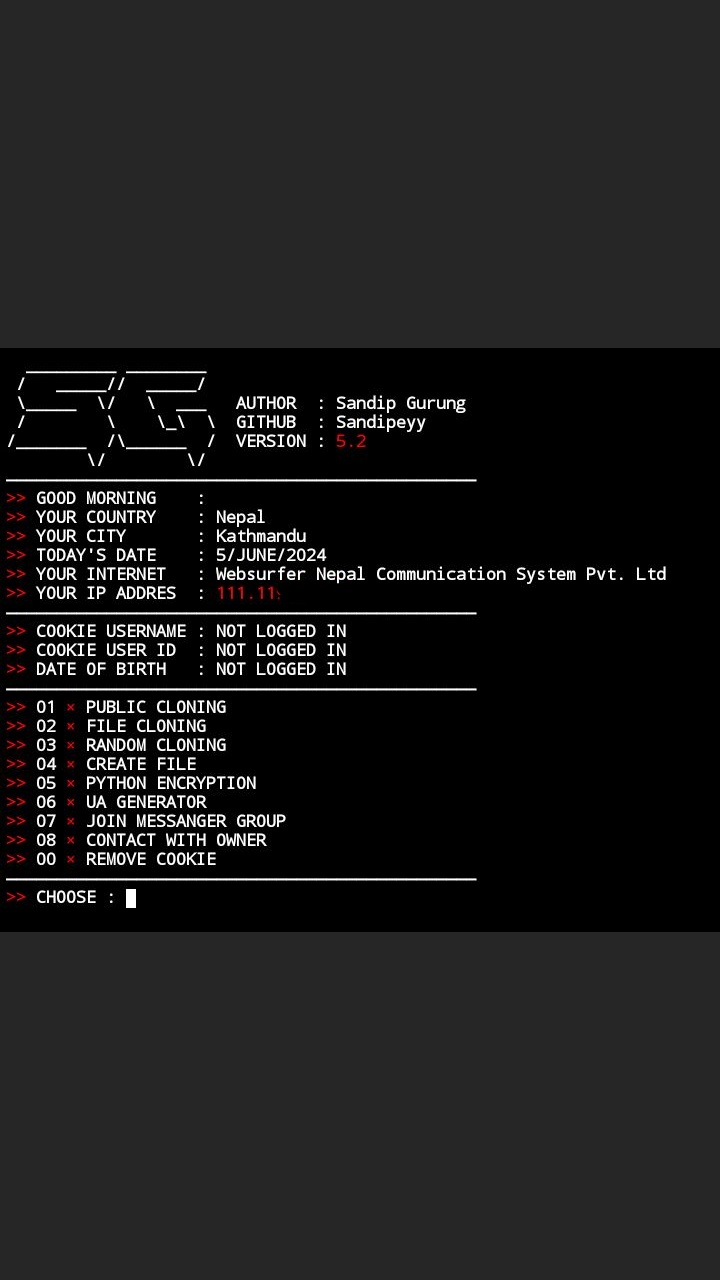 AUTHOR : Sandip Gurung
GITHUB : Sandipeyy
VERSION : 5.2
>> GOOD MORNING :
>> YOUR COUNTRY : Nepal
>> YOUR CITY : Kathmandu
>> TODAY'S DATE : 5/JUNE/2024
>> YOUR INTERNET : Websurfer Nepal Communication System Pvt. Ltd
>> YOUR IP ADDRES : 111.11
>> COOKIE USERNAME : NOT LOGGED IN
>> COOKIE USER ID : NOT LOGGED IN
>> DATE OF BIRTH : NOT LOGGED IN
>> 01 × PUBLIC CLONING
>> 02 × FILE CLONING
>> 03 × RANDOM CLONING
>> 04 × CREATE FILE
>> 05 × PYTHON ENCRYPTION
>> 06 × UA GENERATOR
>> 07 × JOIN MESSANGER GROUP
>> 08 × CONTACT WITH OWNER
>> 00 × REMOVE COOKIE
>> CHOOSE :